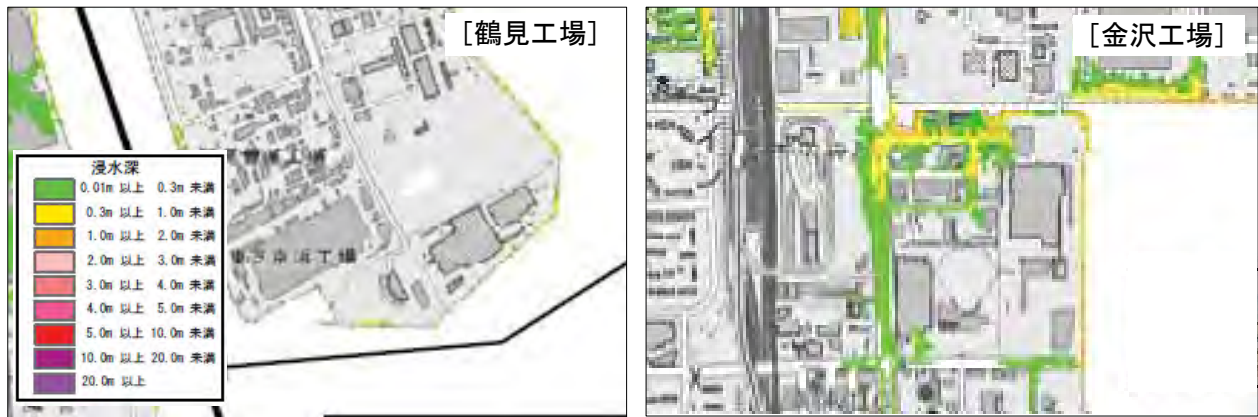 [鶴見工場]
[金沢工場]
浸水深
0.01m 以上 0.3m 未満
0.3m 以上 1.0m 未満
1.0m 以上 2.0m 未満
2.0m 以上 3.0m 未満
3.0m 以上 4.0m 未満
4.0m 以上 5.0m 未満
5.0m 以上 10.0m 未満
10.0m 以上 20.0m 未満
20.0m 以上
京浜工場